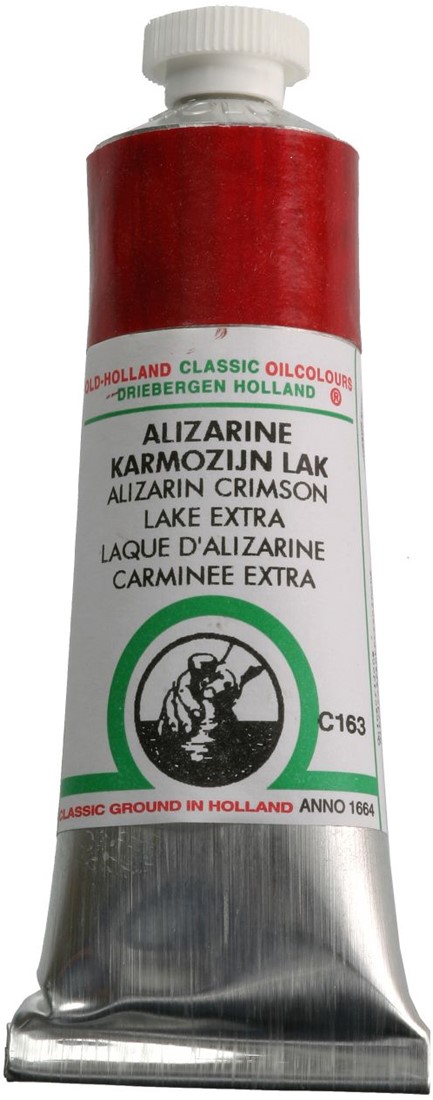 OLD-HOLLAND CLASSIC OILCOLOURS
DRIEBERGEN HOLLAND ®
ALIZARINE
KARMOZIJN LAK
ALIZARIN CRIMSON
LAKE EXTRA
LAQUE D'ALIZARINE
CARMINEE EXTRA
C163
CLASSIC GROUND IN HOLLAND ANNO 1664